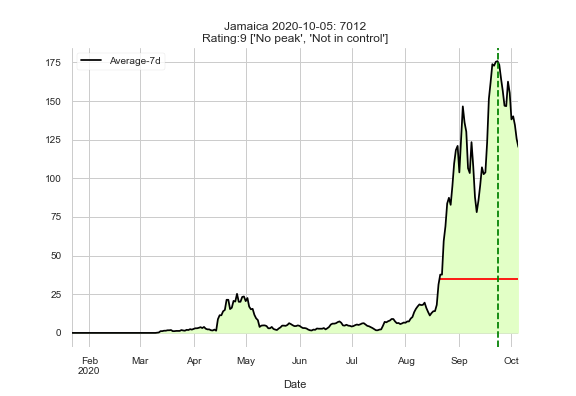 Jamaica 2020-10-05: 7012
Rating:9 ['No peak', 'Not in control']
Average-7d
175
150
125
100
75
50
25
0
Feb Mar Apr May Jun Jul Aug Sep Oct
2020
Date